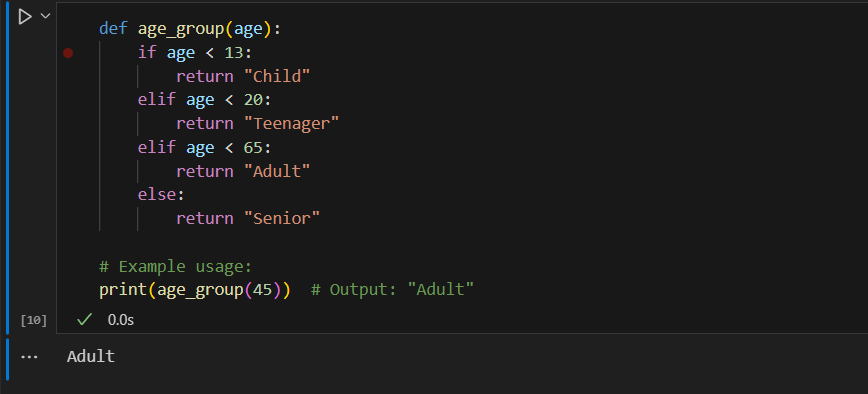 def age_group(age):
    if age < 13:
        return "Child"
    elif age < 20:
        return "Teenager"
    elif age < 65:
        return "Adult"
    else:
        return "Senior"

# Example usage:
print(age_group(45))  # Output: "Adult"
[10] 0.0s
Adult